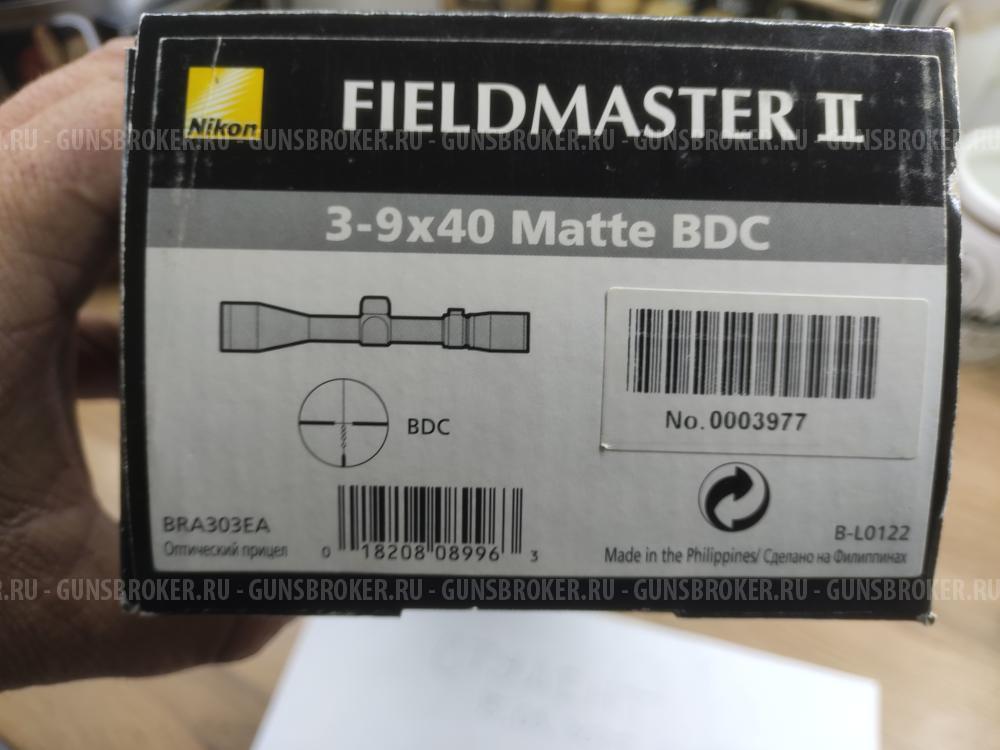 Nikon
FIELDMASTER II
.RU - GUNSBROKER.RU - GUNSBROKER.RU - GUNSBROKER.RU - GUNSBROKER.RU - GUNSBROKER.RU
3-9x40 Matte BDC
BDC
No. 0003977
BRA303EA
Оптический прицел
0 18208 08996 3
B-L0122
Made in the Philippines/ Сделано на Филиппинах
R.RU - GUNSBROKER.RU - GUNSBROKER.RU - GUNSBROKER.RU - GUNSBROKER.RU - GUNSBROKER.RU